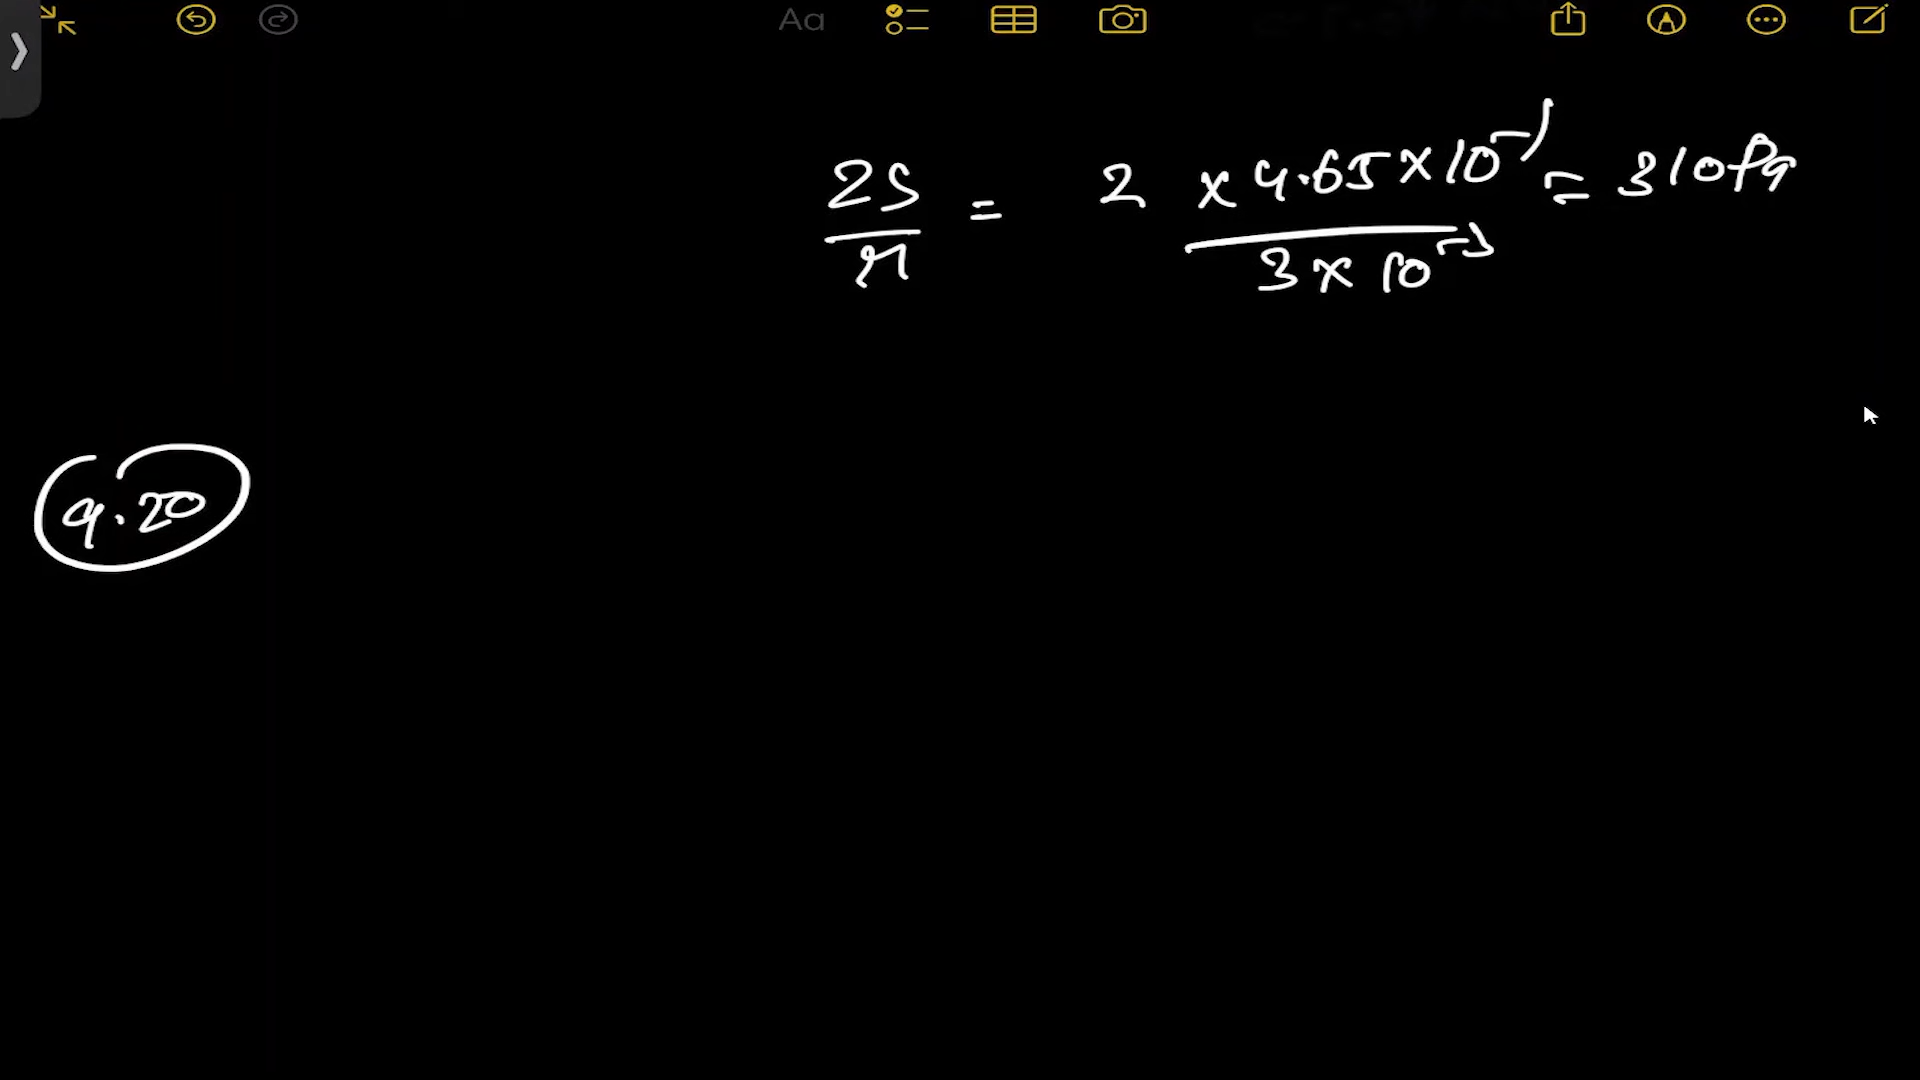 Aa
2S/r = 2 × 4.65 × 10⁻¹ / 3 × 10⁻³ = 310 Pa
9.20